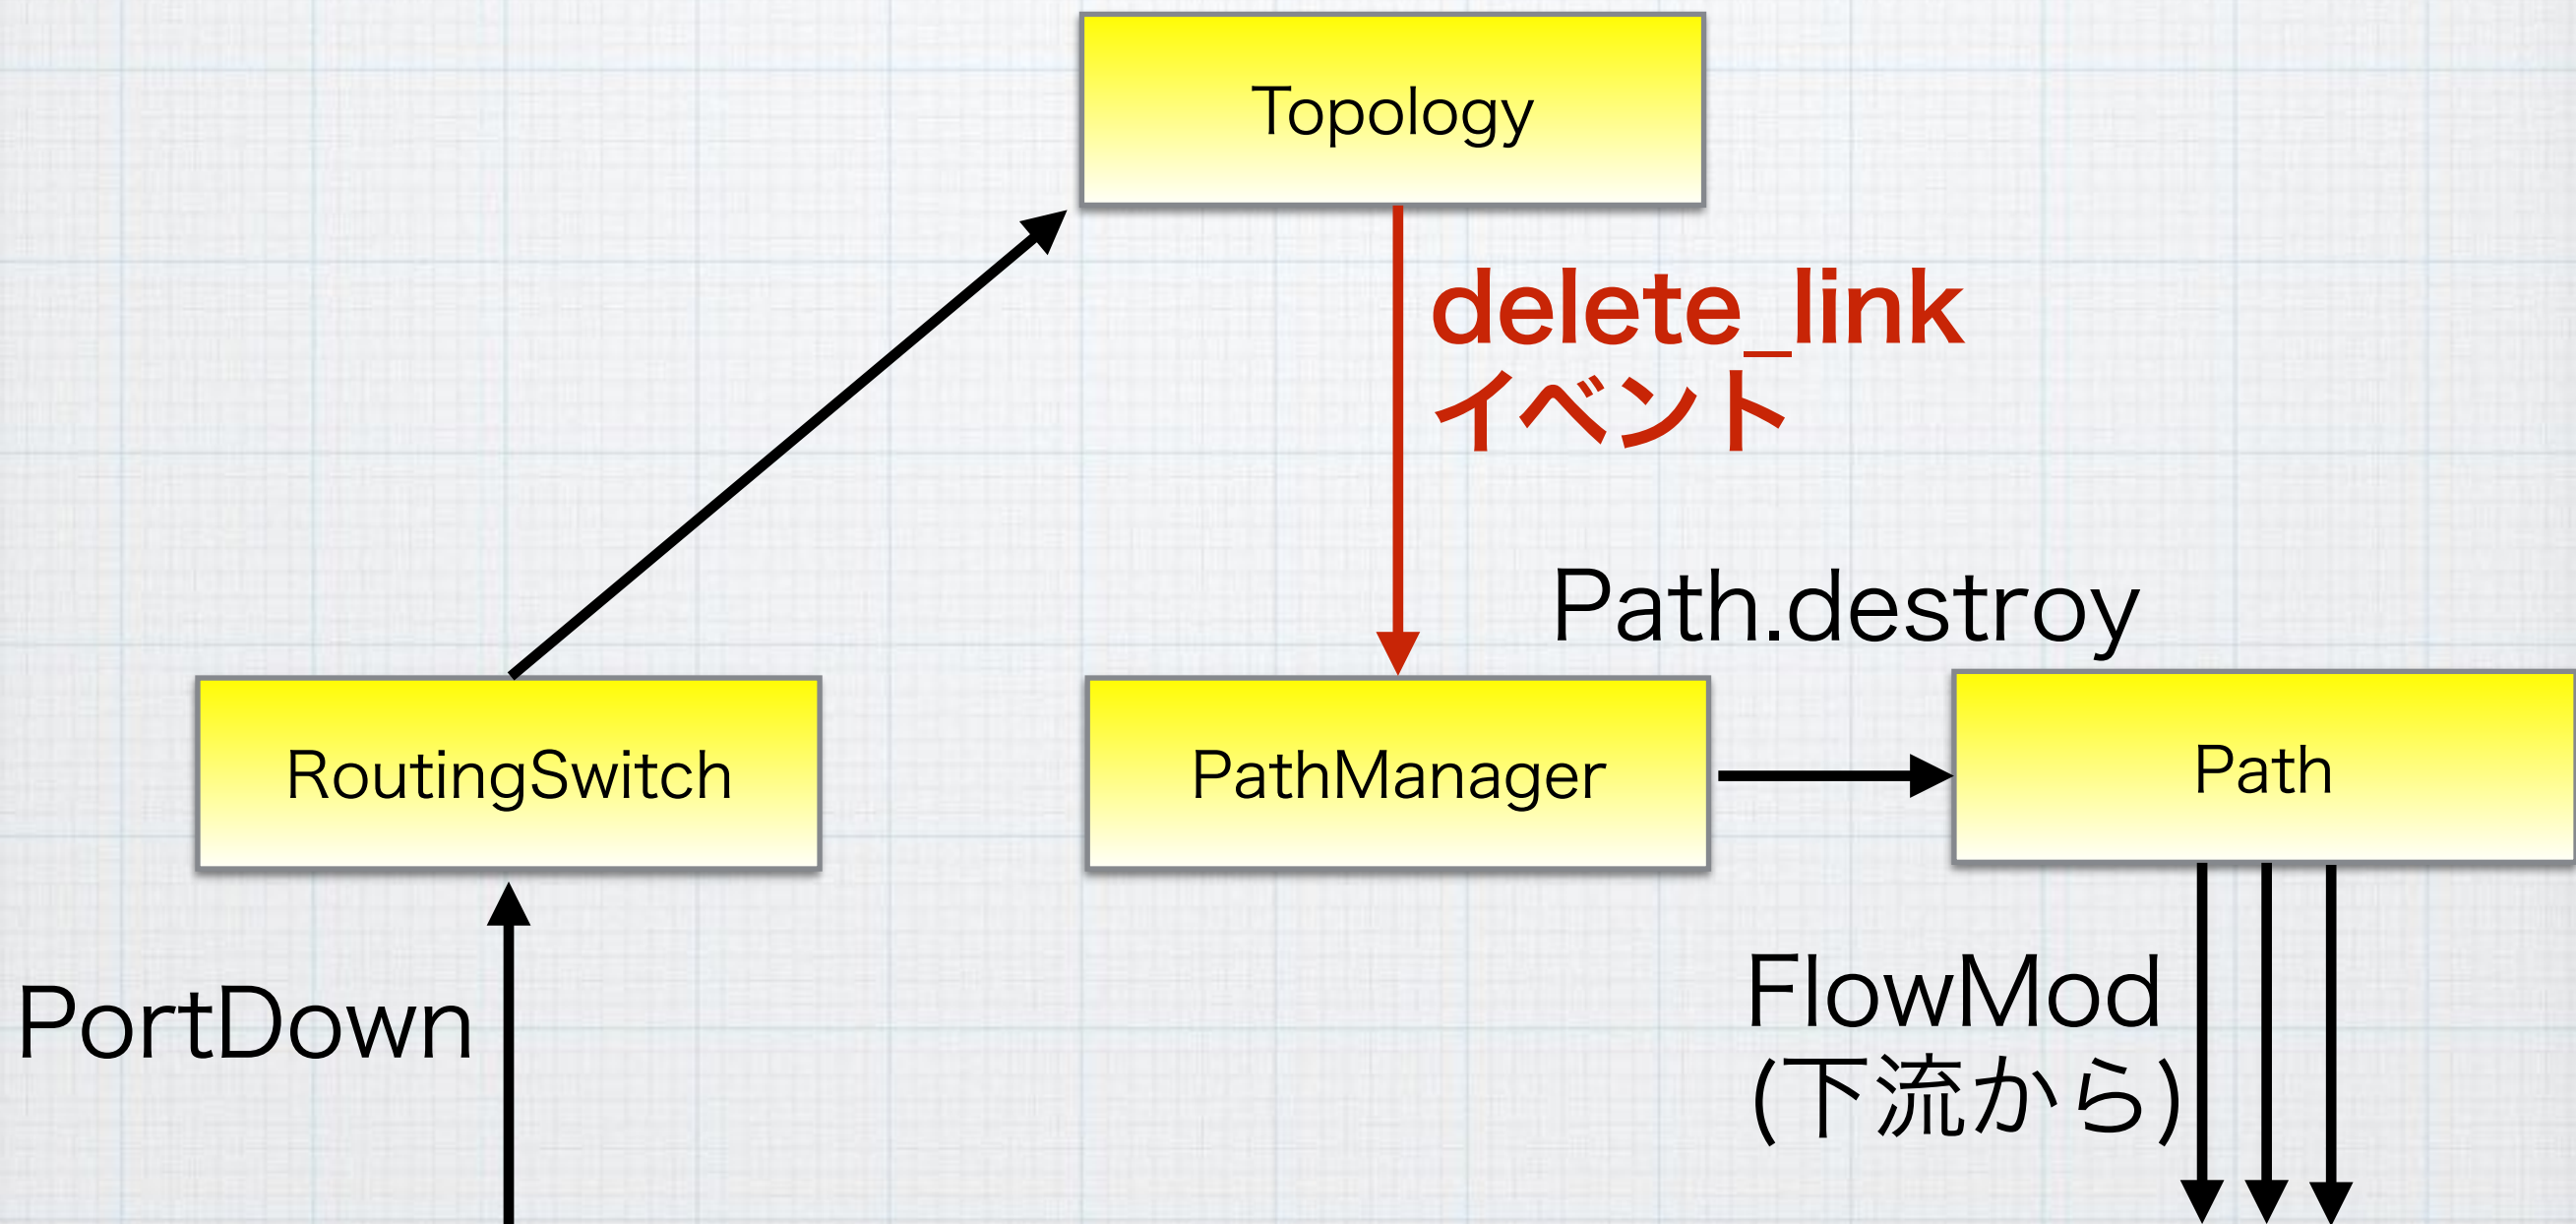 Topology
delete_link
イベント
Path.destroy
RoutingSwitch
PathManager
Path
PortDown
FlowMod
(下流から)